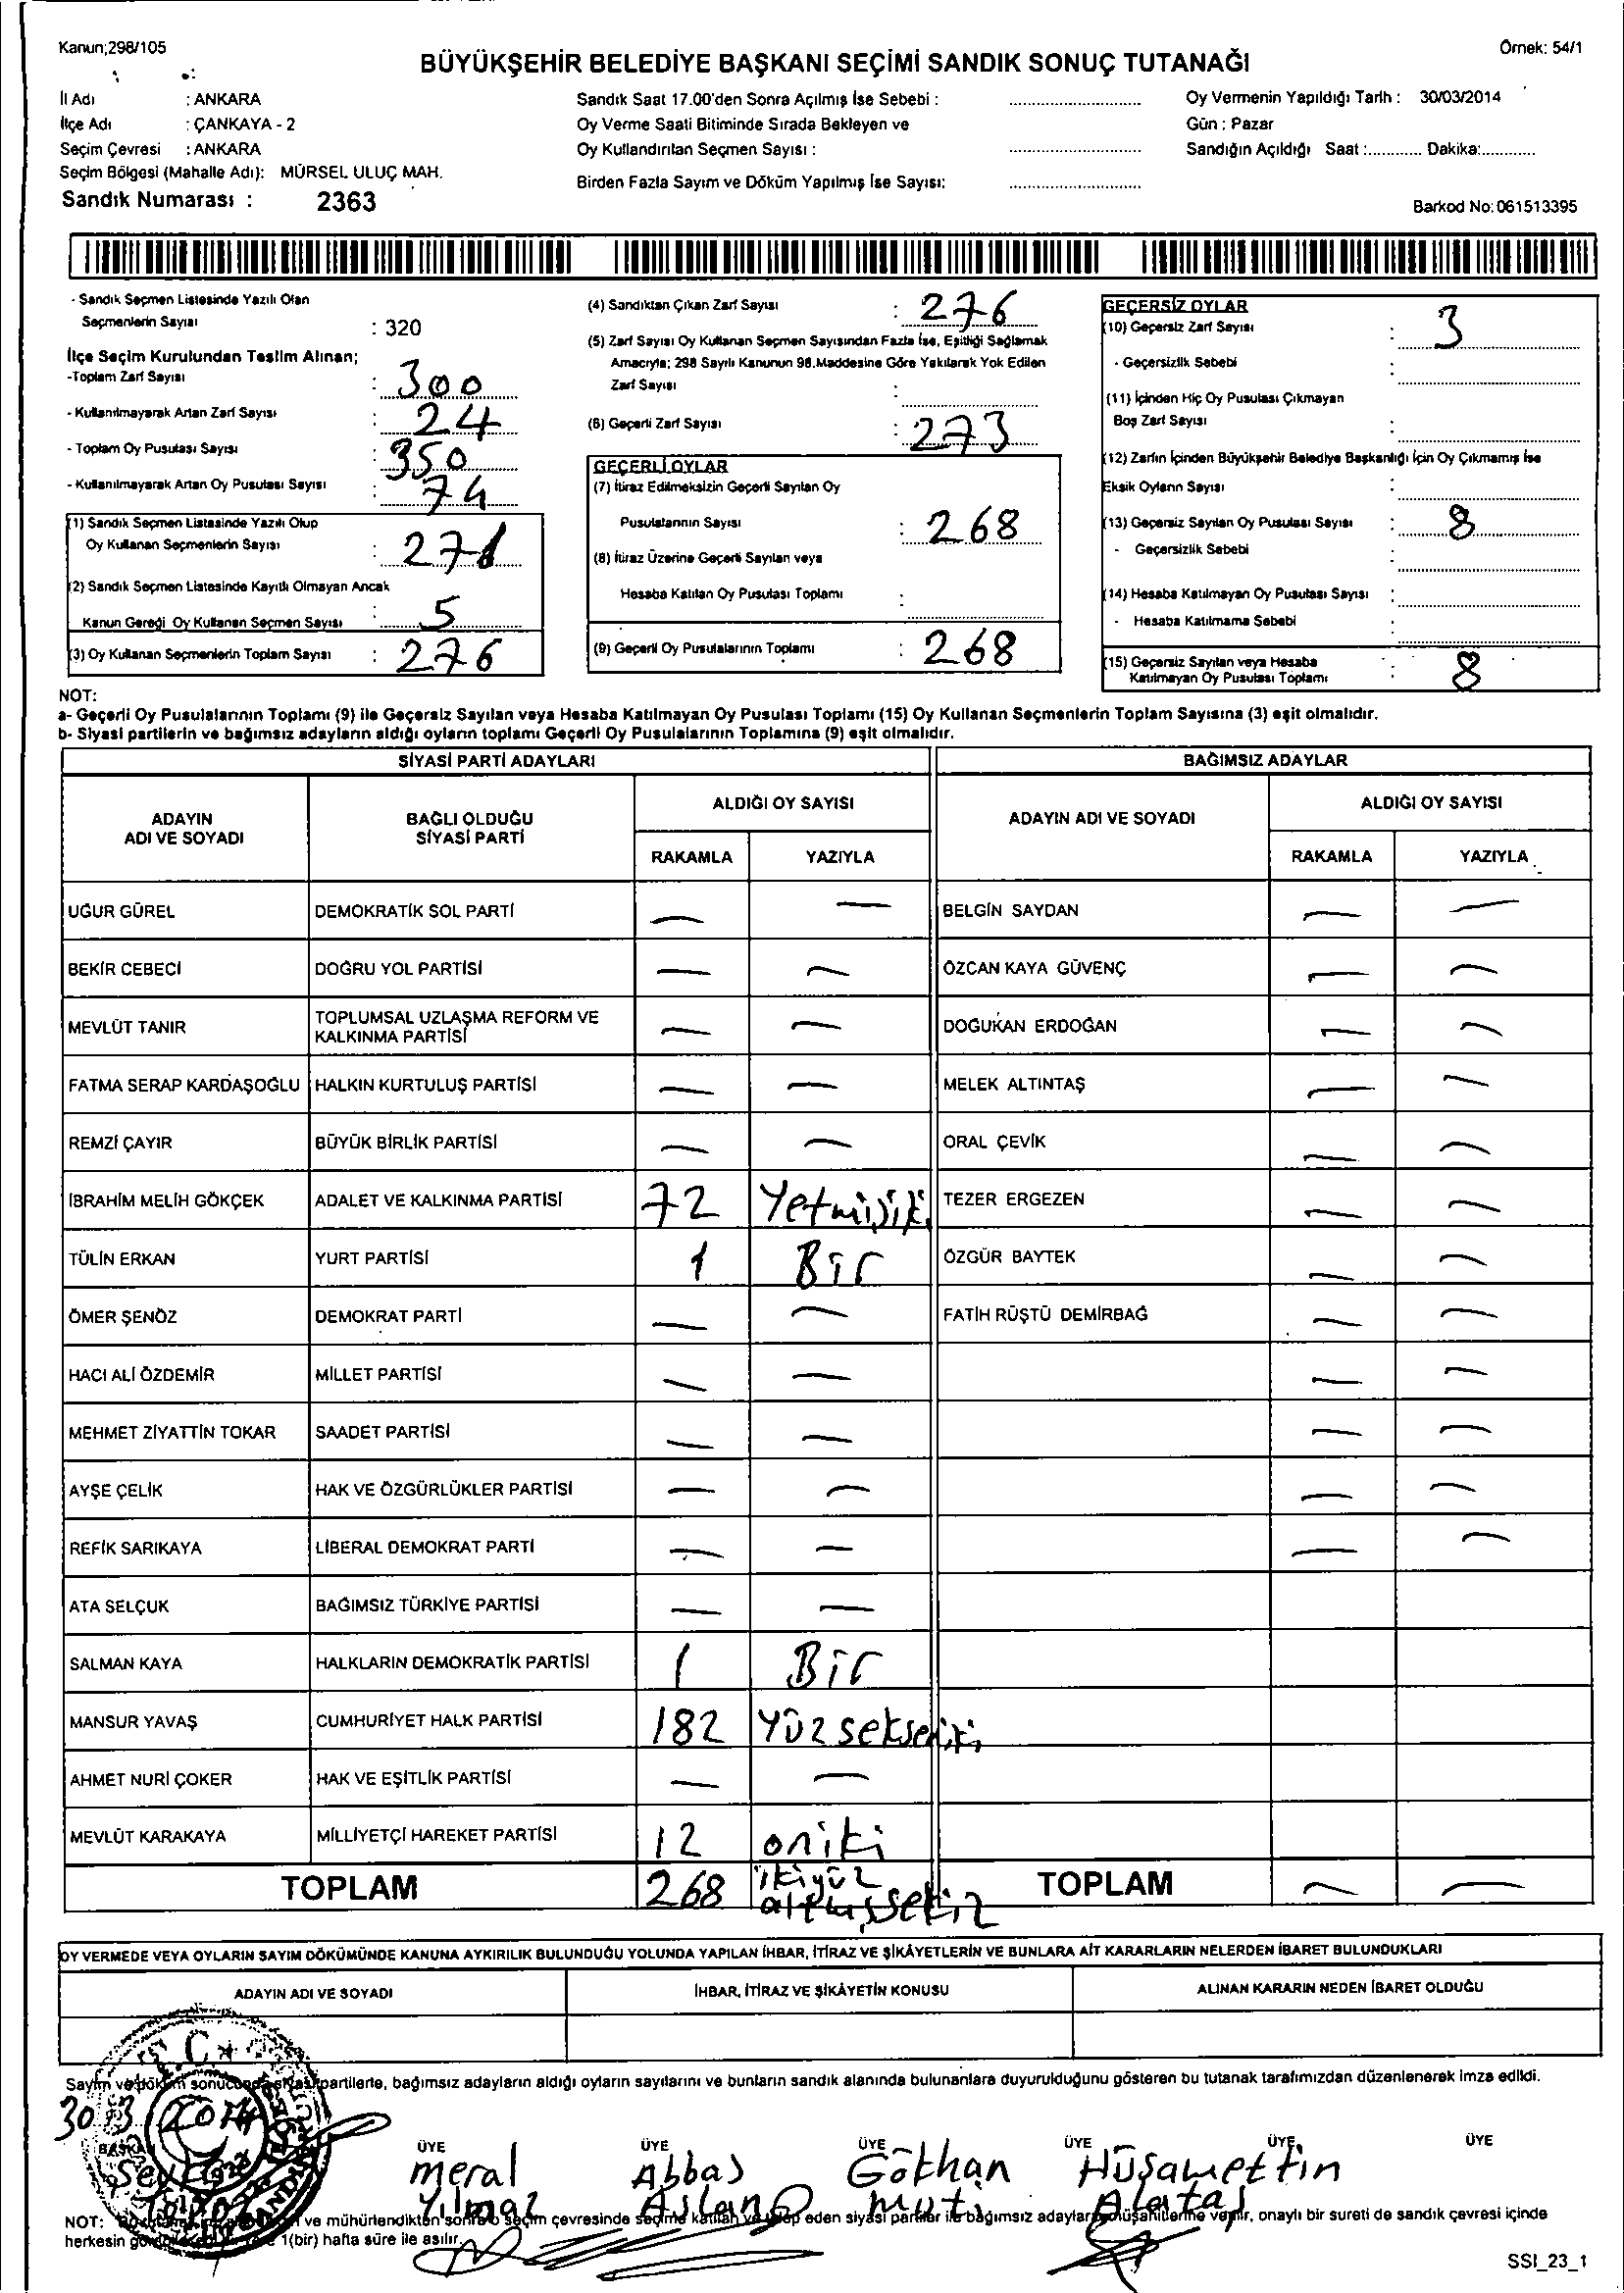 Kanun;298/105
Örnek: 54/1
BÜYÜKŞEHİR BELEDİYE BAŞKANI SEÇİMİ SANDIK SONUÇ TUTANAĞI
İl Adı : ANKARA
İlçe Adı : ÇANKAYA - 2
Seçim Çevresi : ANKARA
Seçim Bölgesi (Mahalle Adı): MÜRSEL ULUÇ MAH.
Sandık Numarası : 2363
Sandık Saat 17.00'den Sonra Açılmış İse Sebebi :
Oy Verme Saati Bitiminde Sırada Bekleyen ve
Oy Kullandırılan Seçmen Sayısı :
Birden Fazla Sayım ve Döküm Yapılmış İse Sayısı:
Oy Vermenin Yapıldığı Tarih : 30/03/2014
Gün : Pazar
Sandığın Açıldığı Saat :............ Dakika:............
Barkod No: 061513395
- Sandık Seçmen Listesinde Yazılı Olan
Seçmenlerin Sayısı : 320
İlçe Seçim Kurulundan Teslim Alınan;
-Toplam Zarf Sayısı : 300
- Kullanılmayarak Artan Zarf Sayısı : 24
- Toplam Oy Pusulası Sayısı : 350
- Kullanılmayarak Artan Oy Pusulası Sayısı : 74
(1) Sandık Seçmen Listesinde Yazılı Olup
Oy Kullanan Seçmenlerin Sayısı : 271
(2) Sandık Seçmen Listesinde Kayıtlı Olmayan Ancak
Kanun Gereği Oy Kullanan Seçmen Sayısı : 5
(3) Oy Kullanan Seçmenlerin Toplam Sayısı : 276
(4) Sandıktan Çıkan Zarf Sayısı : 276
(5) Zarf Sayısı Oy Kullanan Seçmen Sayısından Fazla İse, Eşitliği Sağlamak
Amacıyla; 298 Sayılı Kanunun 98.Maddesine Göre Yakılarak Yok Edilen
Zarf Sayısı :
(6) Geçerli Zarf Sayısı : 273
GEÇERLİ OYLAR
(7) İtiraz Edilmeksizin Geçerli Sayılan Oy
Pusulalarının Sayısı : 268
(8) İtiraz Üzerine Geçerli Sayılan veya
Hesaba Katılan Oy Pusulası Toplamı :
(9) Geçerli Oy Pusulalarının Toplamı : 268
GEÇERSİZ OYLAR
(10) Geçersiz Zarf Sayısı : 3
- Geçersizlik Sebebi :
(11) İçinden Hiç Oy Pusulası Çıkmayan
Boş Zarf Sayısı :
(12) Zarfın İçinden Büyükşehir Belediye Başkanlığı İçin Oy Çıkmamış İse
Eksik Oyların Sayısı :
(13) Geçersiz Sayılan Oy Pusulası Sayısı : 8
- Geçersizlik Sebebi :
(14) Hesaba Katılmayan Oy Pusulası Sayısı :
- Hesaba Katılmama Sebebi :
(15) Geçersiz Sayılan veya Hesaba
Katılmayan Oy Pusulası Toplamı : 8
NOT:
a- Geçerli Oy Pusulalarının Toplamı (9) ile Geçersiz Sayılan veya Hesaba Katılmayan Oy Pusulası Toplamı (15) Oy Kullanan Seçmenlerin Toplam Sayısına (3) eşit olmalıdır.
b- Siyasi partilerin ve bağımsız adayların aldığı oyların toplamı Geçerli Oy Pusulalarının Toplamına (9) eşit olmalıdır.
SİYASİ PARTİ ADAYLARI BAĞIMSIZ ADAYLAR
ADAYIN ADI VE SOYADI BAĞLI OLDUĞU SİYASİ PARTİ ALDIĞI OY SAYISI ADAYIN ADI VE SOYADI ALDIĞI OY SAYISI
RAKAMLA YAZIYLA RAKAMLA YAZIYLA
UĞUR GÜREL DEMOKRATİK SOL PARTİ — — BELGİN SAYDAN — —
BEKİR CEBECİ DOĞRU YOL PARTİSİ — — ÖZCAN KAYA GÜVENÇ — —
MEVLÜT TANIR TOPLUMSAL UZLAŞMA REFORM VE KALKINMA PARTİSİ — — DOĞUKAN ERDOĞAN — —
FATMA SERAP KARDAŞOĞLU HALKIN KURTULUŞ PARTİSİ — — MELEK ALTINTAŞ — —
REMZİ ÇAYIR BÜYÜK BİRLİK PARTİSİ — — ORAL ÇEVİK — —
İBRAHİM MELİH GÖKÇEK ADALET VE KALKINMA PARTİSİ 72 Yetmişiki TEZER ERGEZEN — —
TÜLİN ERKAN YURT PARTİSİ 1 Bir ÖZGÜR BAYTEK — —
ÖMER ŞENÖZ DEMOKRAT PARTİ — — FATİH RÜŞTÜ DEMİRBAĞ — —
HACI ALİ ÖZDEMİR MİLLET PARTİSİ — — — —
MEHMET ZİYATTİN TOKAR SAADET PARTİSİ — — — —
AYŞE ÇELİK HAK VE ÖZGÜRLÜKLER PARTİSİ — — — —
REFİK SARIKAYA LİBERAL DEMOKRAT PARTİ — — — —
ATA SELÇUK BAĞIMSIZ TÜRKİYE PARTİSİ — —
SALMAN KAYA HALKLARIN DEMOKRATİK PARTİSİ 1 Bir
MANSUR YAVAŞ CUMHURİYET HALK PARTİSİ 182 Yüzsekseniki
AHMET NURİ ÇOKER HAK VE EŞİTLİK PARTİSİ — —
MEVLÜT KARAKAYA MİLLİYETÇİ HAREKET PARTİSİ 12 oniki
TOPLAM 268 ikiyüz altmışsekiz TOPLAM — —
OY VERMEDE VEYA OYLARIN SAYIM DÖKÜMÜNDE KANUNA AYKIRILIK BULUNDUĞU YOLUNDA YAPILAN İHBAR, İTİRAZ VE ŞİKÂYETLERİN VE BUNLARA AİT KARARLARIN NELERDEN İBARET BULUNDUKLARI
ADAYIN ADI VE SOYADI İHBAR, İTİRAZ VE ŞİKÂYETİN KONUSU ALINAN KARARIN NEDEN İBARET OLDUĞU
T.C.
Sayım ve döküm sonucunda siyasi partilerle, bağımsız adayların aldığı oyların sayılarını ve bunların sandık alanında bulunanlara duyurulduğunu gösteren bu tutanak tarafımızdan düzenlenerek imza edildi.
30 3 2014
BAŞKAN ÜYE ÜYE ÜYE ÜYE ÜYE ÜYE
Meral Abbas Gökhan Hüsamettin
Yılmaz Aslan Mutı Alataş
NOT: ve mühürlendikten sonra o seçim çevresinde seçime katılan ve talep eden siyasi partiler ile bağımsız adayların müşahitlerine verilir, onaylı bir sureti de sandık çevresi içinde
herkesin 1(bir) hafta süre ile asılır.
SSI_23_1